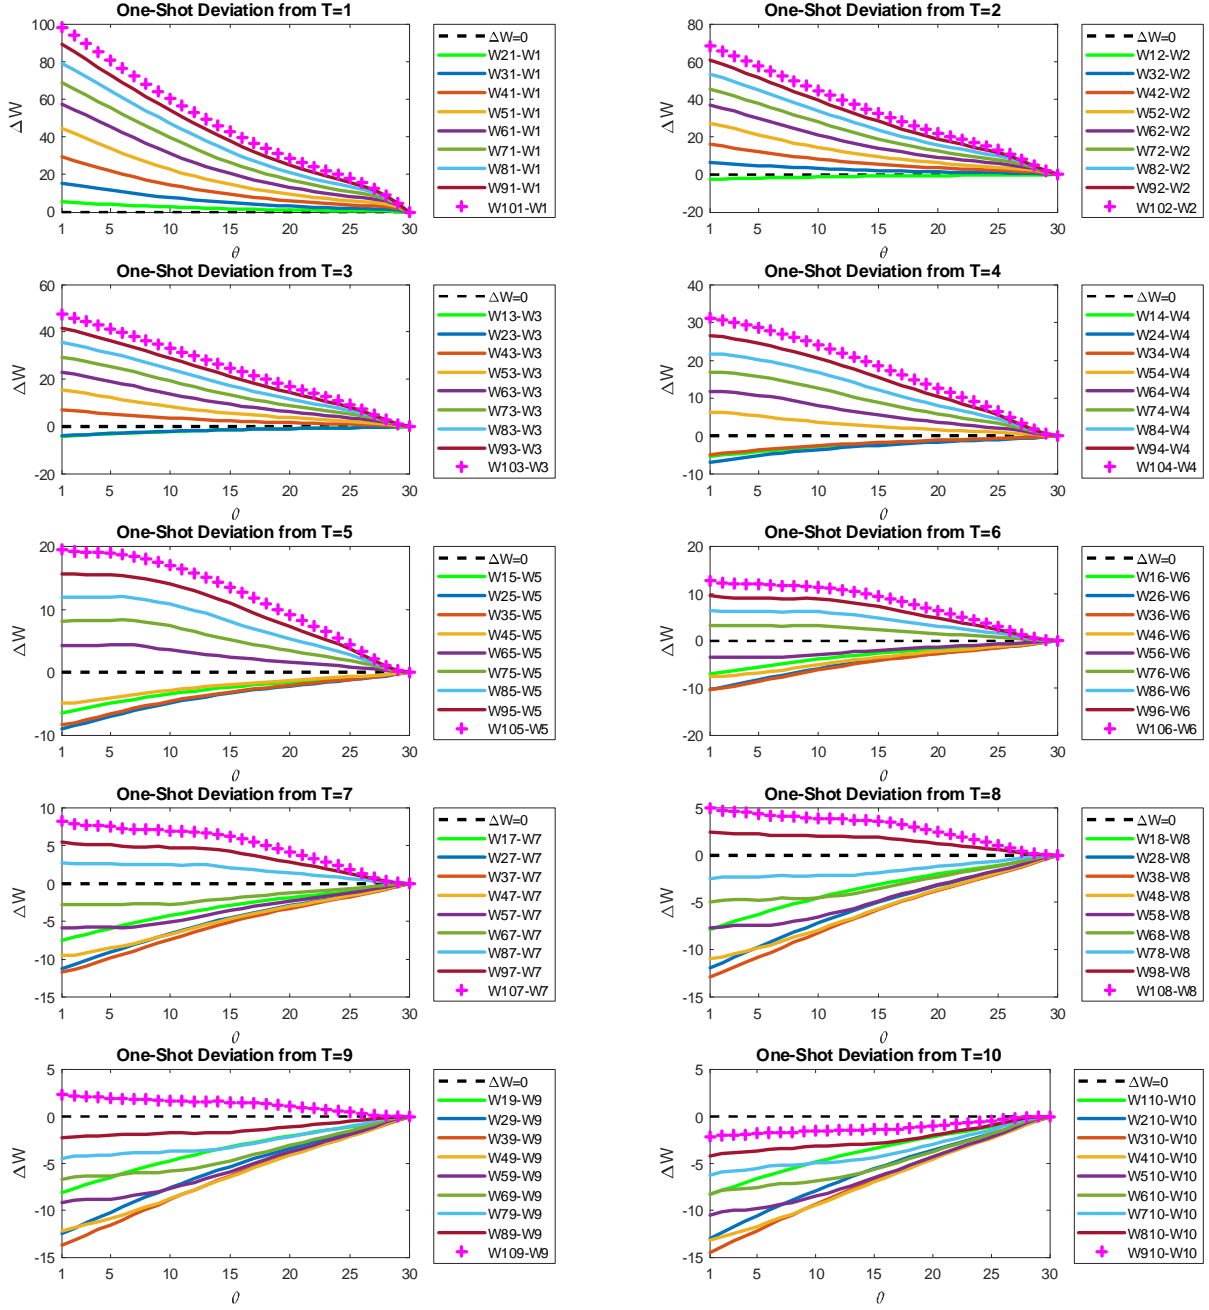 One-Shot Deviation from T=1
100
80
60
40
20
0
ΔW
1 5 10 15 20 25 30
θ
ΔW=0
W21-W1
W31-W1
W41-W1
W51-W1
W61-W1
W71-W1
W81-W1
W91-W1
W101-W1
One-Shot Deviation from T=2
80
60
40
20
0
-20
ΔW
1 5 10 15 20 25 30
θ
ΔW=0
W12-W2
W32-W2
W42-W2
W52-W2
W62-W2
W72-W2
W82-W2
W92-W2
W102-W2
One-Shot Deviation from T=3
60
40
20
0
-20
ΔW
1 5 10 15 20 25 30
θ
ΔW=0
W13-W3
W23-W3
W43-W3
W53-W3
W63-W3
W73-W3
W83-W3
W93-W3
W103-W3
One-Shot Deviation from T=4
40
30
20
10
0
-10
ΔW
1 5 10 15 20 25 30
θ
ΔW=0
W14-W4
W24-W4
W34-W4
W54-W4
W64-W4
W74-W4
W84-W4
W94-W4
W104-W4
One-Shot Deviation from T=5
20
10
0
-10
ΔW
1 5 10 15 20 25 30
θ
ΔW=0
W15-W5
W25-W5
W35-W5
W45-W5
W65-W5
W75-W5
W85-W5
W95-W5
W105-W5
One-Shot Deviation from T=6
20
10
0
-10
-20
ΔW
1 5 10 15 20 25 30
θ
ΔW=0
W16-W6
W26-W6
W36-W6
W46-W6
W56-W6
W76-W6
W86-W6
W96-W6
W106-W6
One-Shot Deviation from T=7
10
5
0
-5
-10
-15
ΔW
1 5 10 15 20 25 30
θ
ΔW=0
W17-W7
W27-W7
W37-W7
W47-W7
W57-W7
W67-W7
W87-W7
W97-W7
W107-W7
One-Shot Deviation from T=8
5
0
-5
-10
-15
ΔW
1 5 10 15 20 25 30
θ
ΔW=0
W18-W8
W28-W8
W38-W8
W48-W8
W58-W8
W68-W8
W78-W8
W98-W8
W108-W8
One-Shot Deviation from T=9
5
0
-5
-10
-15
ΔW
1 5 10 15 20 25 30
θ
ΔW=0
W19-W9
W29-W9
W39-W9
W49-W9
W59-W9
W69-W9
W79-W9
W89-W9
W109-W9
One-Shot Deviation from T=10
5
0
-5
-10
-15
ΔW
1 5 10 15 20 25 30
θ
ΔW=0
W110-W10
W210-W10
W310-W10
W410-W10
W510-W10
W610-W10
W710-W10
W810-W10
W910-W10